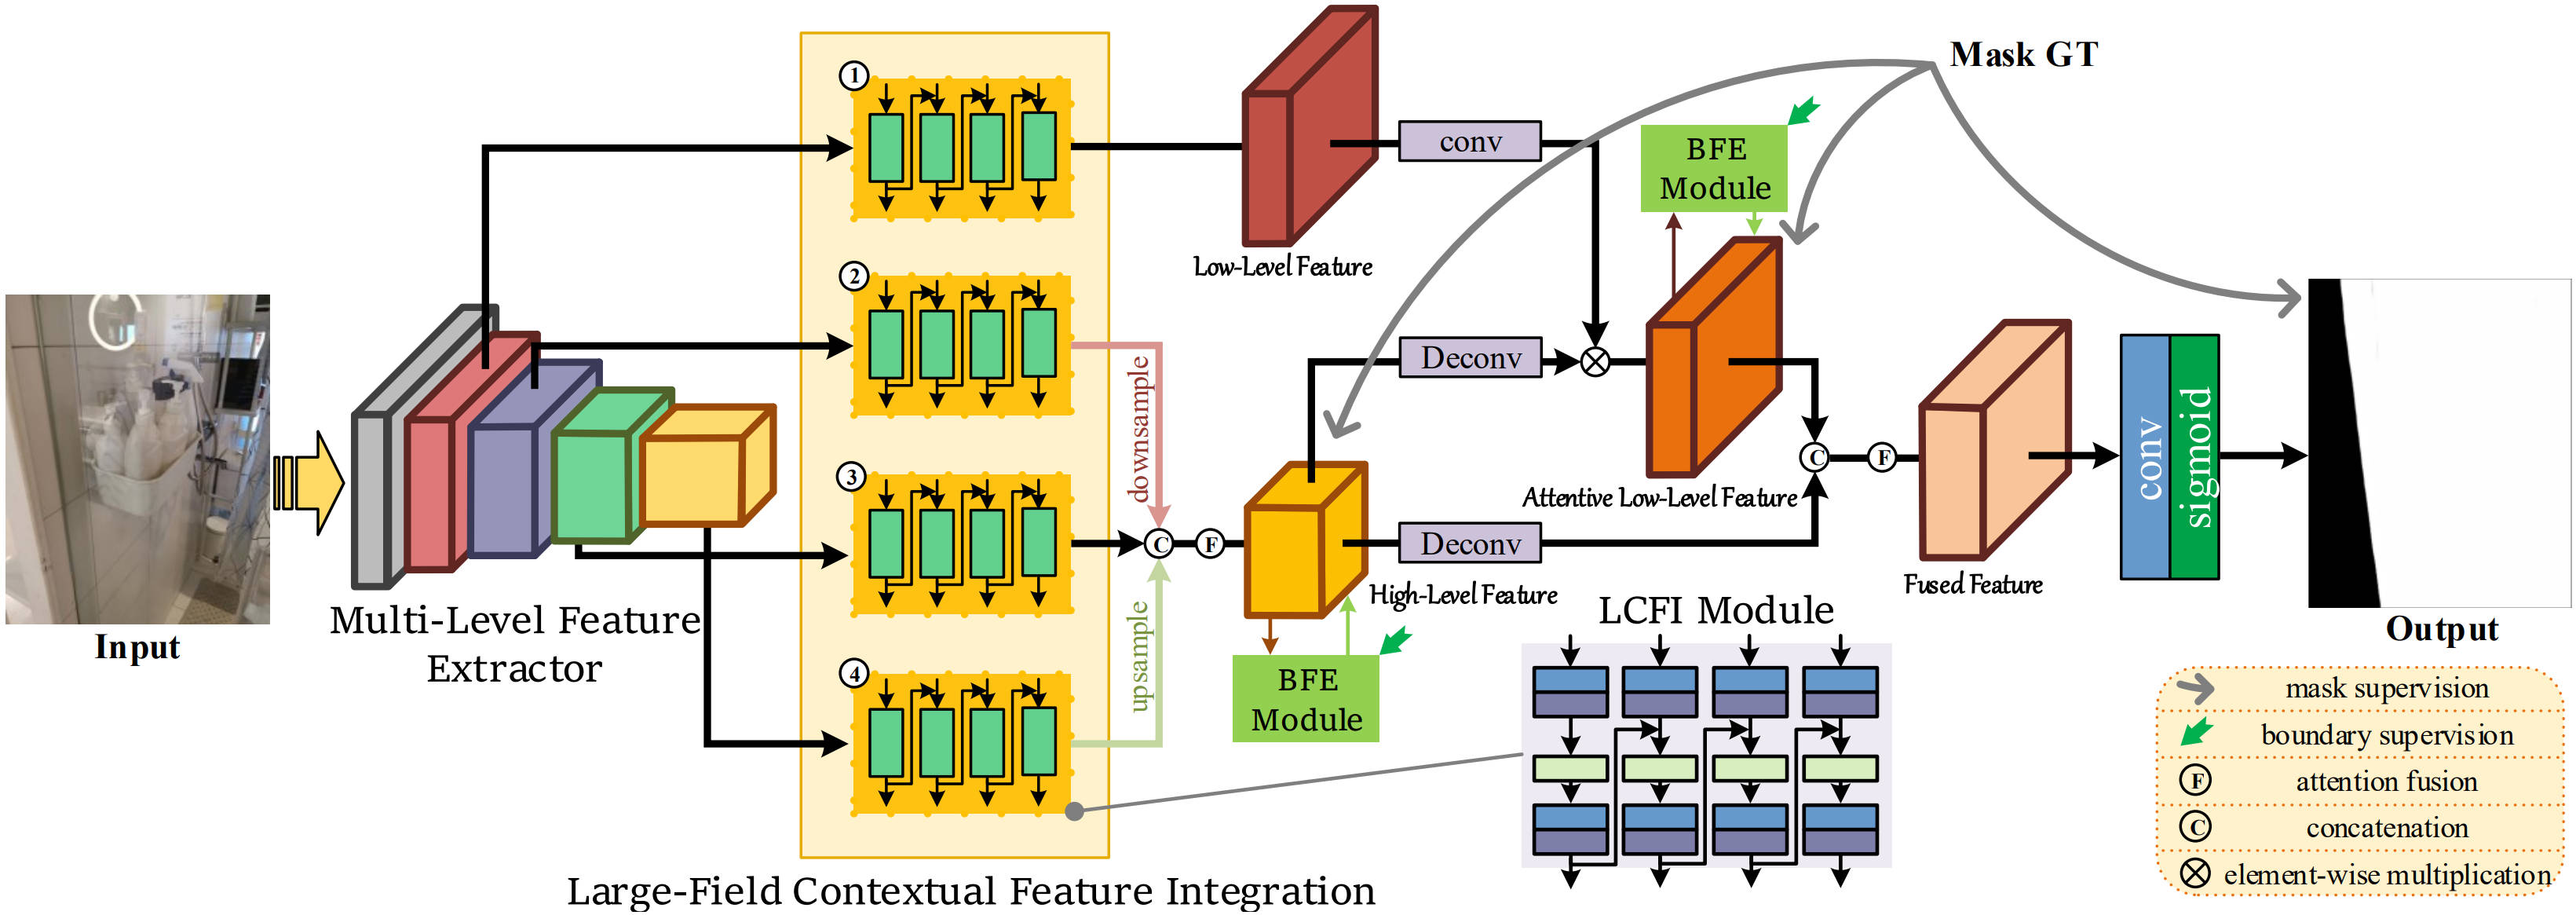 Mask GT
1
conv
BFE
Module
Low-Level Feature
2
downsample
Deconv
Attentive Low-Level Feature
C
F
Fused Feature
conv
sigmoid
Input
Multi-Level Feature
Extractor
3
C
F
Deconv
High-Level Feature
upsample
4
BFE
Module
LCFI Module
Output
mask supervision
boundary supervision
F
attention fusion
C
concatenation
element-wise multiplication
Large-Field Contextual Feature Integration